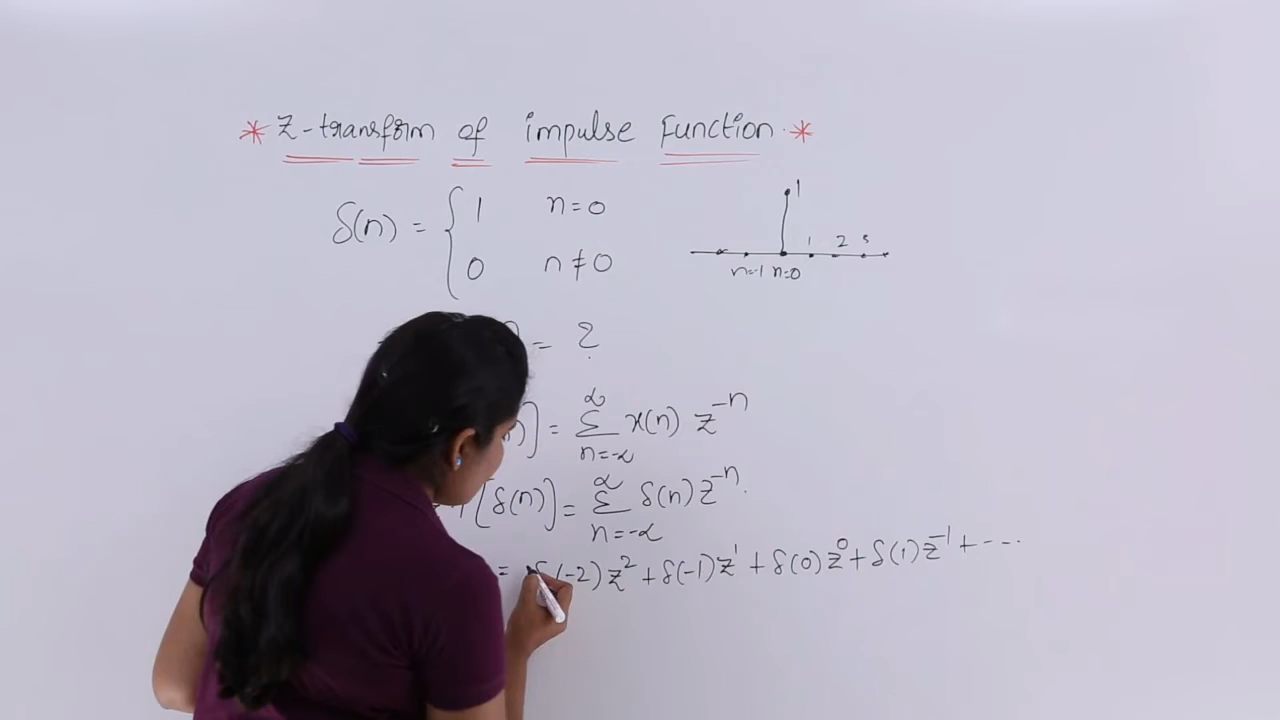 * Z-transform of impulse Function *
δ(n) = { 1 n=0
0 n≠0
1
1 2 3
n=-1 n=0
= ?
n] = Σ x(n) z^-n
n=-∞ ∞
[δ(n)] = Σ δ(n) z^-n
n=-∞ ∞
= δ(-2) z^2 + δ(-1) z^1 + δ(0) z^0 + δ(1) z^-1 + ---